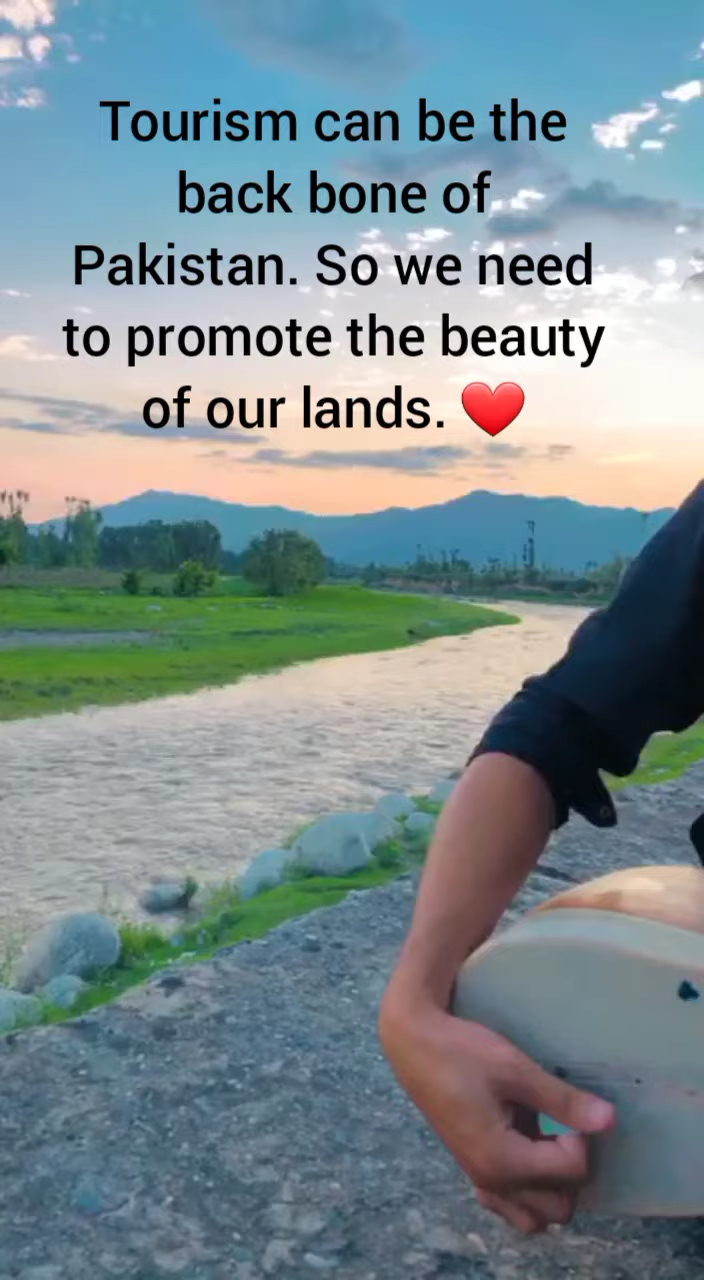 Tourism can be the
back bone of
Pakistan. So we need
to promote the beauty
of our lands. ❤️